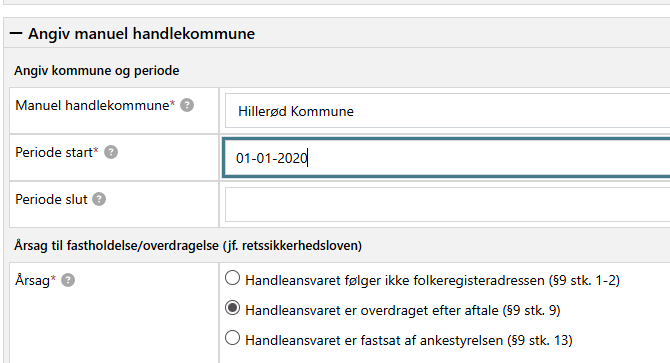 Angiv manuel handlekommune
Angiv kommune og periode
Manuel handlekommune* ?
Hillerød Kommune
Periode start* ?
01-01-2020
Periode slut ?
Årsag til fastholdelse/overdragelse (jf. retssikkerhedsloven)
Årsag* ?
Handleansvaret følger ikke folkeregisteradressen (§9 stk. 1-2)
Handleansvaret er overdraget efter aftale (§9 stk. 9)
Handleansvaret er fastsat af ankestyrelsen (§9 stk. 13)